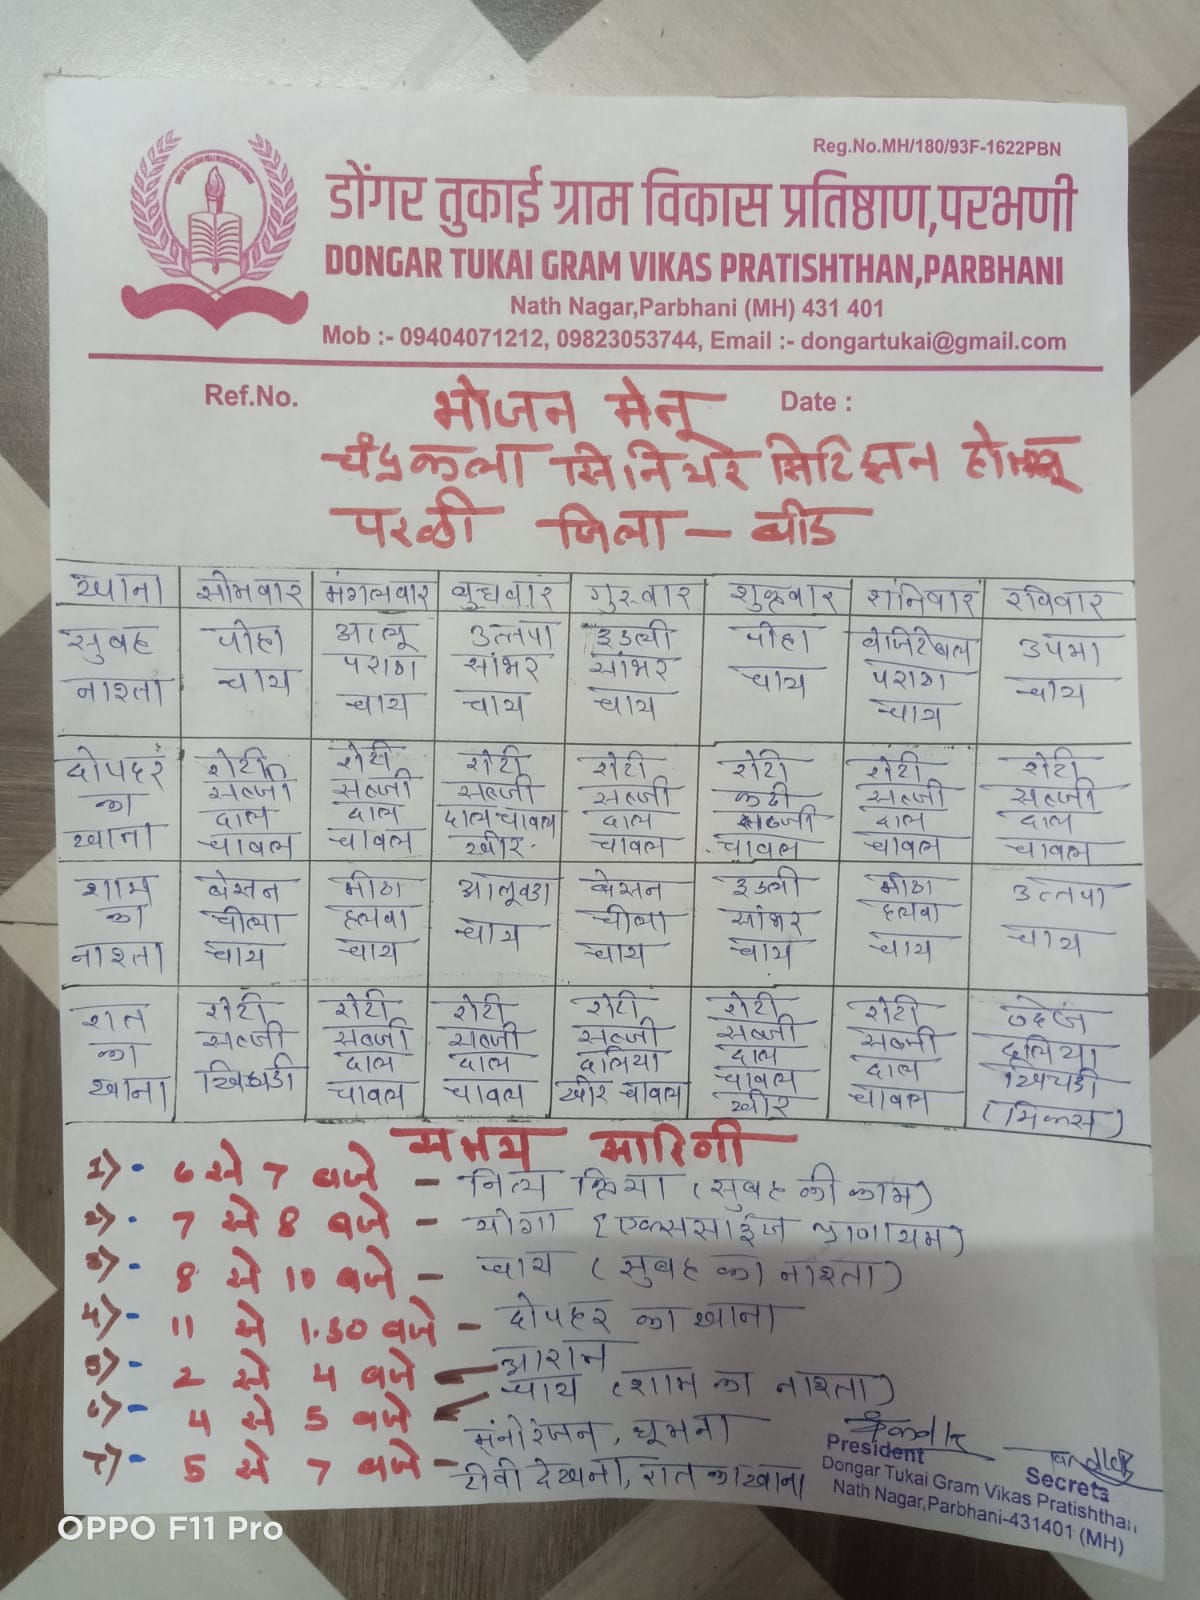 Reg.No.MH/180/93F-1622PBN
डोंगर तुकाई ग्राम विकास प्रतिष्ठाण,परभणी
DONGAR TUKAI GRAM VIKAS PRATISHTHAN,PARBHANI
Nath Nagar,Parbhani (MH) 431 401
Mob :- 09404071212, 09823053744, Email :- dongartukai@gmail.com
Ref.No. भोजन मेनू Date :
चंद्रकला सिनियर सिटिझन होम
परळी जिला - बीड
खाना सोमवार मंगलवार बुधवार गुरुवार शुक्रवार शनिवार रविवार
सुबह पोहा आलू उत्तपा इडली पोहा वेजिटेबल उपमा
नाश्ता चाय पराठा सांभर सांभर चाय पराठा चाय
चाय चाय चाय चाय
दोपहर रोटी रोटी रोटी रोटी रोटी रोटी रोटी
का सब्जी सब्जी सब्जी सब्जी कढी सब्जी सब्जी
खाना दाल दाल दाल चावल दाल सब्जी दाल दाल
चावल चावल खीर. चावल चावल चावल चावल
शाम बेसन मीठा आलूवडा बेसन इडली मीठा उत्तपा
का चीला हलवा चाय चीला सांभर हलवा चाय
नाश्ता चाय चाय चाय चाय चाय
रात रोटी रोटी रोटी रोटी रोटी रोटी
का सब्जी सब्जी सब्जी सब्जी सब्जी सब्जी दलिया
खाना खिचडी दाल दाल दलिया दाल दाल खिचडी
चावल चावल खीर चावल चावल चावल (मिक्स)
खीर
समय सारिणी
1)- 6 से 7 बजे - नित्य क्रिया (सुबह की काम)
2)- 7 से 8 बजे - योगा (एक्ससाईज प्राणायम)
3)- 8 से 10 बजे - चाय (सुबह का नाश्ता)
4)- 11 से 1.30 बजे - दोपहर का खाना
5)- 2 से 4 बजे - आराम
6)- 4 से 5 बजे - चाय (शाम का नाश्ता)
7)- 5 से 7 बजे - मंनोरंजन, घूमना
टीवी देखना, रात का खाना
President
Dongar Tukai Gram Vikas Pratishthan,
Nath Nagar,Parbhani-431401 (MH)
Secreta
OPPO F11 Pro